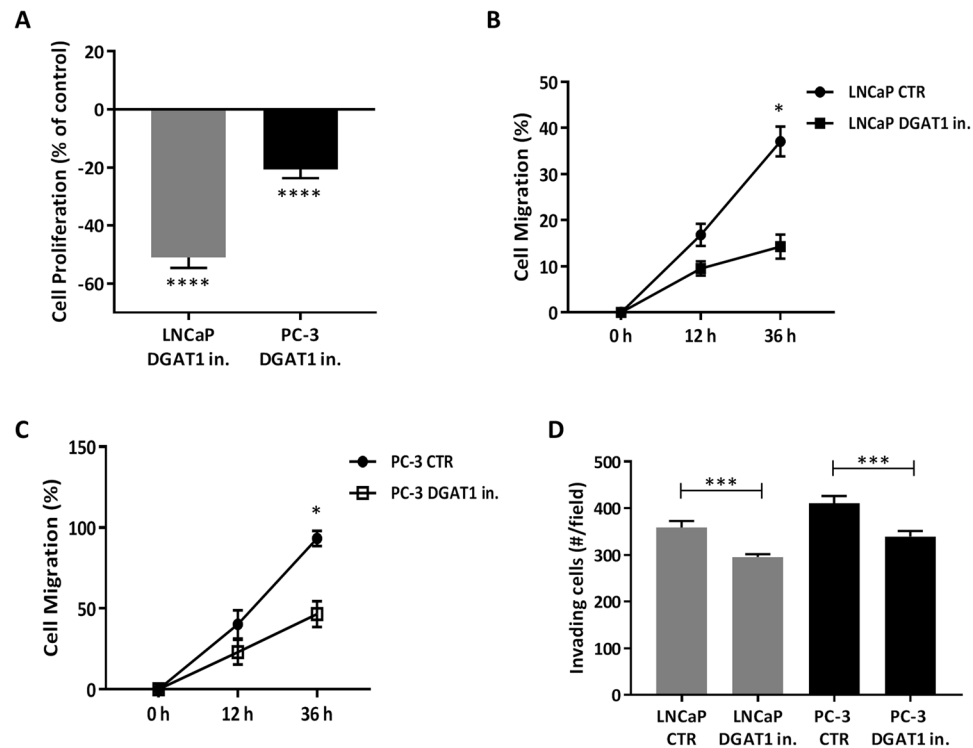 A
Cell Proliferation (% of control)
20
0
-20
-40
-60
****
****
LNCaP
DGAT1 in.
PC-3
DGAT1 in.
B
Cell Migration (%)
50
40
30
20
10
0
*
0 h
12 h
36 h
LNCaP CTR
LNCaP DGAT1 in.
C
Cell Migration (%)
150
100
50
0
*
0 h
12 h
36 h
PC-3 CTR
PC-3 DGAT1 in.
D
Invading cells (#/field)
500
400
300
200
100
0
***
***
LNCaP
CTR
LNCaP
DGAT1 in.
PC-3
CTR
PC-3
DGAT1 in.